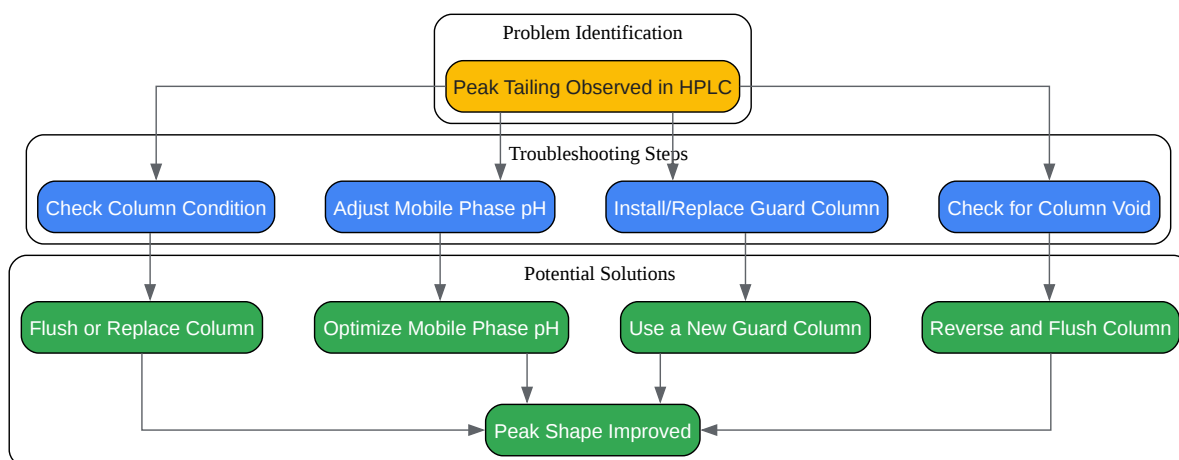 Problem Identification
Peak Tailing Observed in HPLC
Troubleshooting Steps
Check Column Condition
Adjust Mobile Phase pH
Install/Replace Guard Column
Check for Column Void
Potential Solutions
Flush or Replace Column
Optimize Mobile Phase pH
Use a New Guard Column
Reverse and Flush Column
Peak Shape Improved